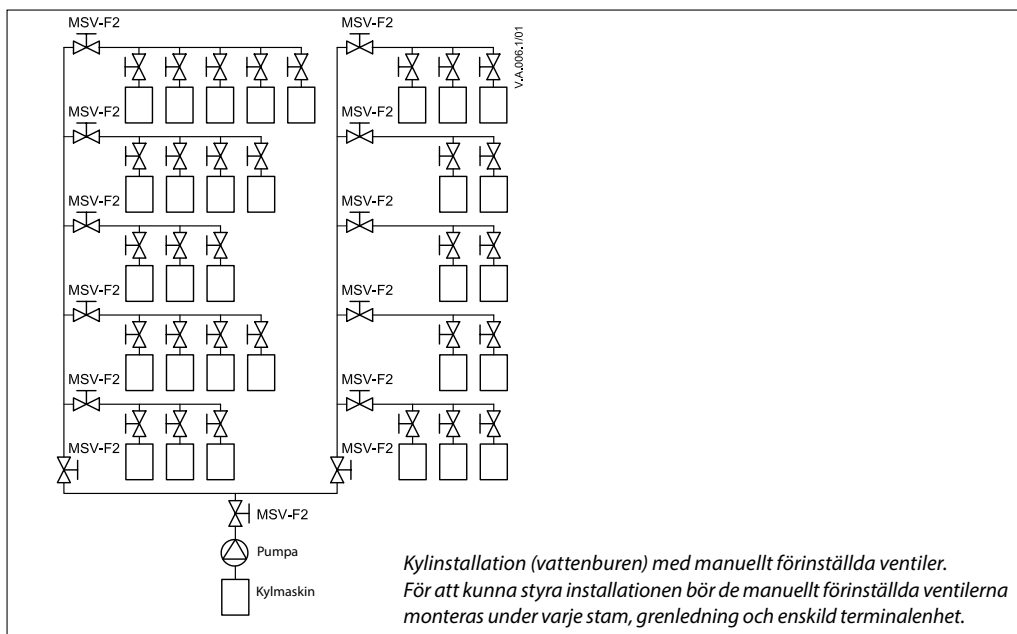 MSV-F2 MSV-F2
V.A.006.1/01
MSV-F2 MSV-F2
MSV-F2 MSV-F2
MSV-F2 MSV-F2
MSV-F2 MSV-F2
MSV-F2 MSV-F2
MSV-F2
Pumpa
Kylmaskin
Kylinstallation (vattenburen) med manuellt förinställda ventiler.
För att kunna styra installationen bör de manuellt förinställda ventilerna
monteras under varje stam, grenledning och enskild terminalenhet.